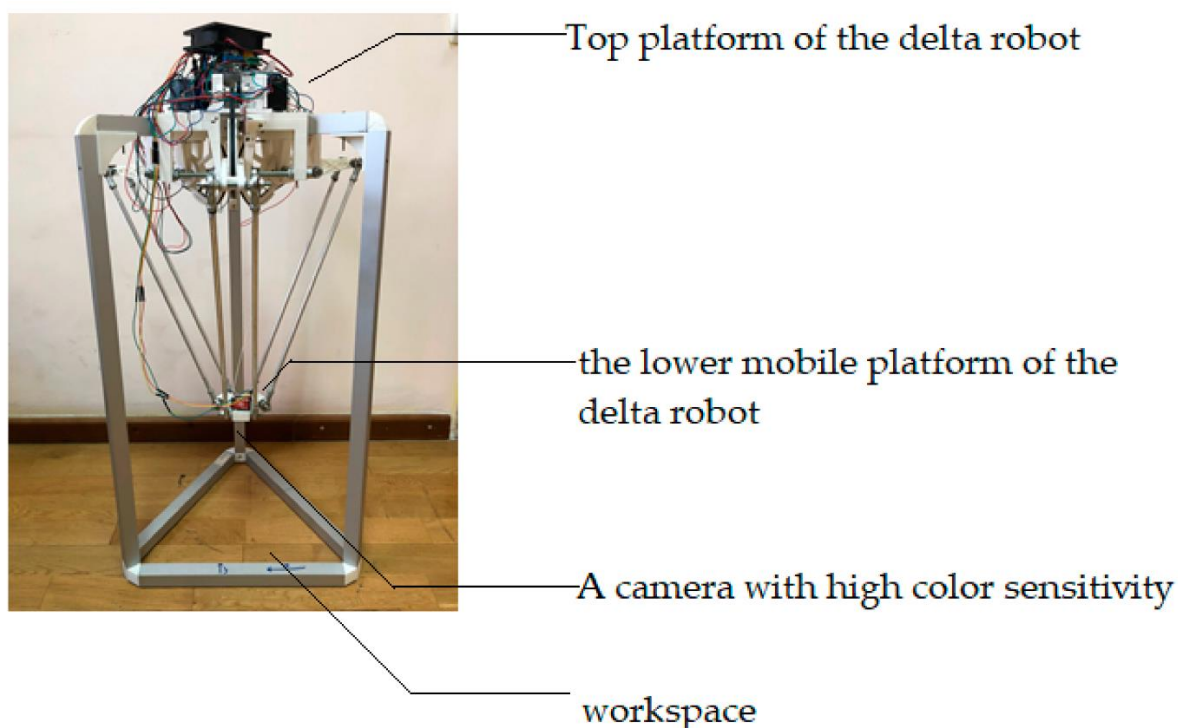 Top platform of the delta robot
the lower mobile platform of the
delta robot
A camera with high color sensitivity
workspace